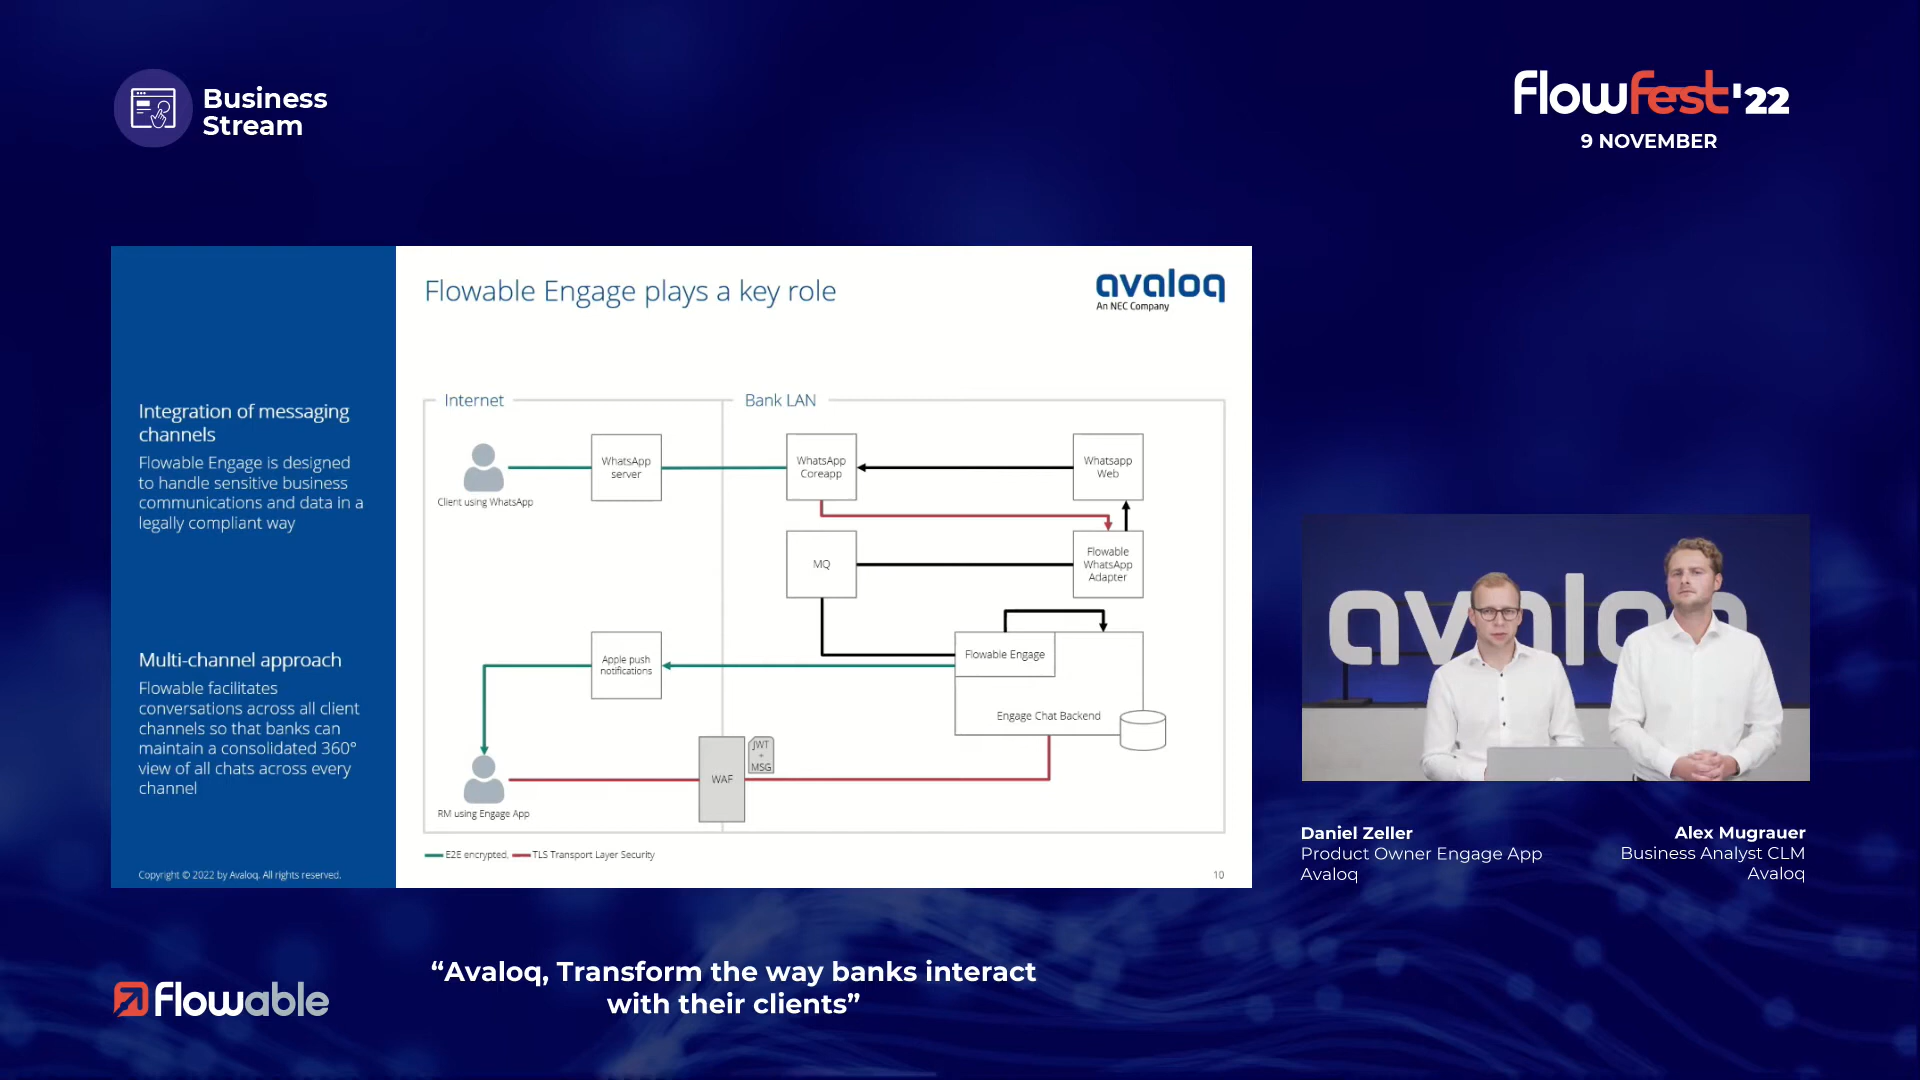 Business
Stream
flowfest'22
9 NOVEMBER
Flowable Engage plays a key role
avaloq
An NEC Company
Integration of messaging
channels
Flowable Engage is designed
to handle sensitive business
communications and data in a
legally compliant way
Multi-channel approach
Flowable facilitates
conversations across all client
channels so that banks can
maintain a consolidated 360°
view of all chats across every
channel
Copyright © 2022 by Avaloq. All rights reserved.
Internet
Bank LAN
Client using WhatsApp
WhatsApp
server
WhatsApp
Coreapp
Whatsapp
Web
MQ
Flowable
WhatsApp
Adapter
Apple push
notifications
Flowable Engage
Engage Chat Backend
RM using Engage App
WAF
JWT
+
MSG
E2E encrypted, TLS Transport Layer Security
10
avaloq
Daniel Zeller
Product Owner Engage App
Avaloq
Alex Mugrauer
Business Analyst CLM
Avaloq
Flowable
“Avaloq, Transform the way banks interact
with their clients”